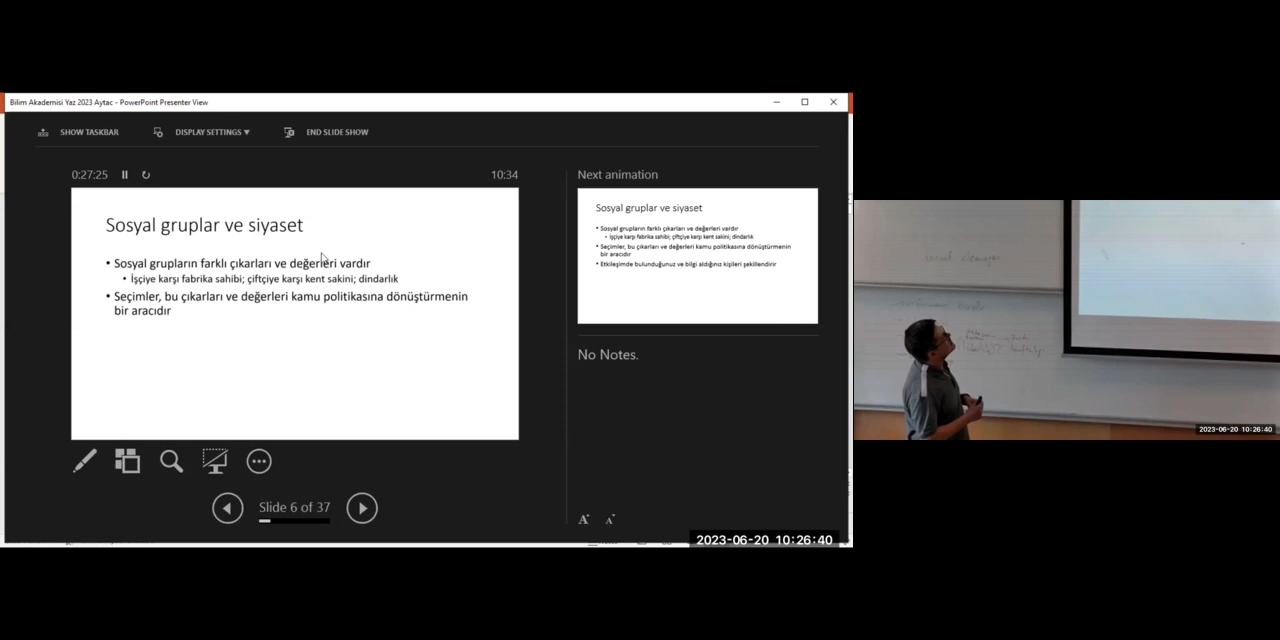 Bilim Akademisi Yaz 2023 Aytac - PowerPoint Presenter View
SHOW TASKBAR
DISPLAY SETTINGS ▾
END SLIDE SHOW
0:27:25
10:34
Sosyal gruplar ve siyaset
• Sosyal grupların farklı çıkarları ve değerleri vardır
• İşçiye karşı fabrika sahibi; çiftçiye karşı kent sakini; dindarlık
• Seçimler, bu çıkarları ve değerleri kamu politikasına dönüştürmenin
bir aracıdır
Slide 6 of 37
Next animation
Sosyal gruplar ve siyaset
• Sosyal grupların farklı çıkarları ve değerleri vardır
• İşçiye karşı fabrika sahibi; çiftçiye karşı kent sakini; dindarlık
• Seçimler, bu çıkarları ve değerleri kamu politikasına dönüştürmenin
bir aracıdır
• Etkileşimde bulunduğunuz ve bilgi aldığınız kişileri şekillendirir
No Notes.
A A
2023-06-20 10:26:40
2023-06-20 10:26:40